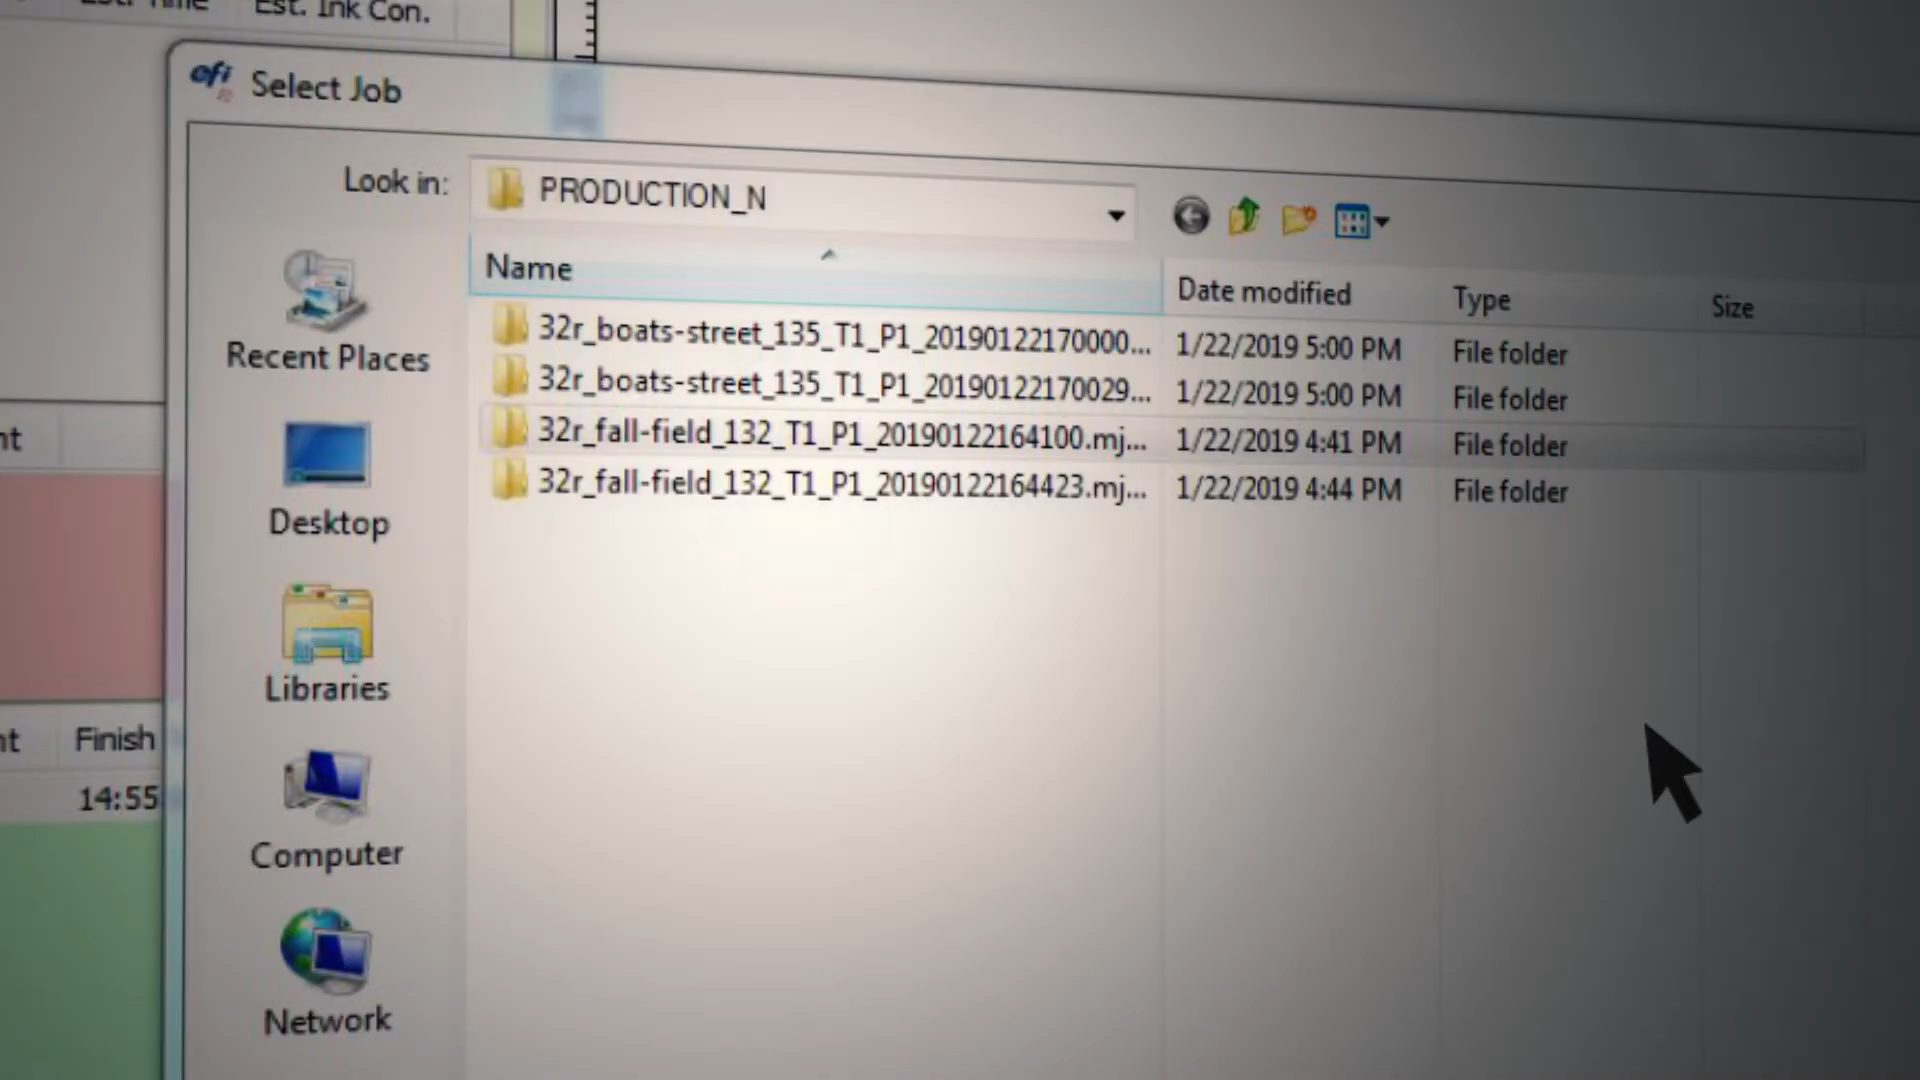 Est. Time Est. Ink Con.
efi Select Job
Look in: PRODUCTION_N
Name Date modified Type Size
32r_boats-street_135_T1_P1_20190122170000... 1/22/2019 5:00 PM File folder
32r_boats-street_135_T1_P1_20190122170029... 1/22/2019 5:00 PM File folder
32r_fall-field_132_T1_P1_20190122164100.mj... 1/22/2019 4:41 PM File folder
32r_fall-field_132_T1_P1_20190122164423.mj... 1/22/2019 4:44 PM File folder
Recent Places
Desktop
Libraries
Computer
Network
nt
nt Finish
14:55